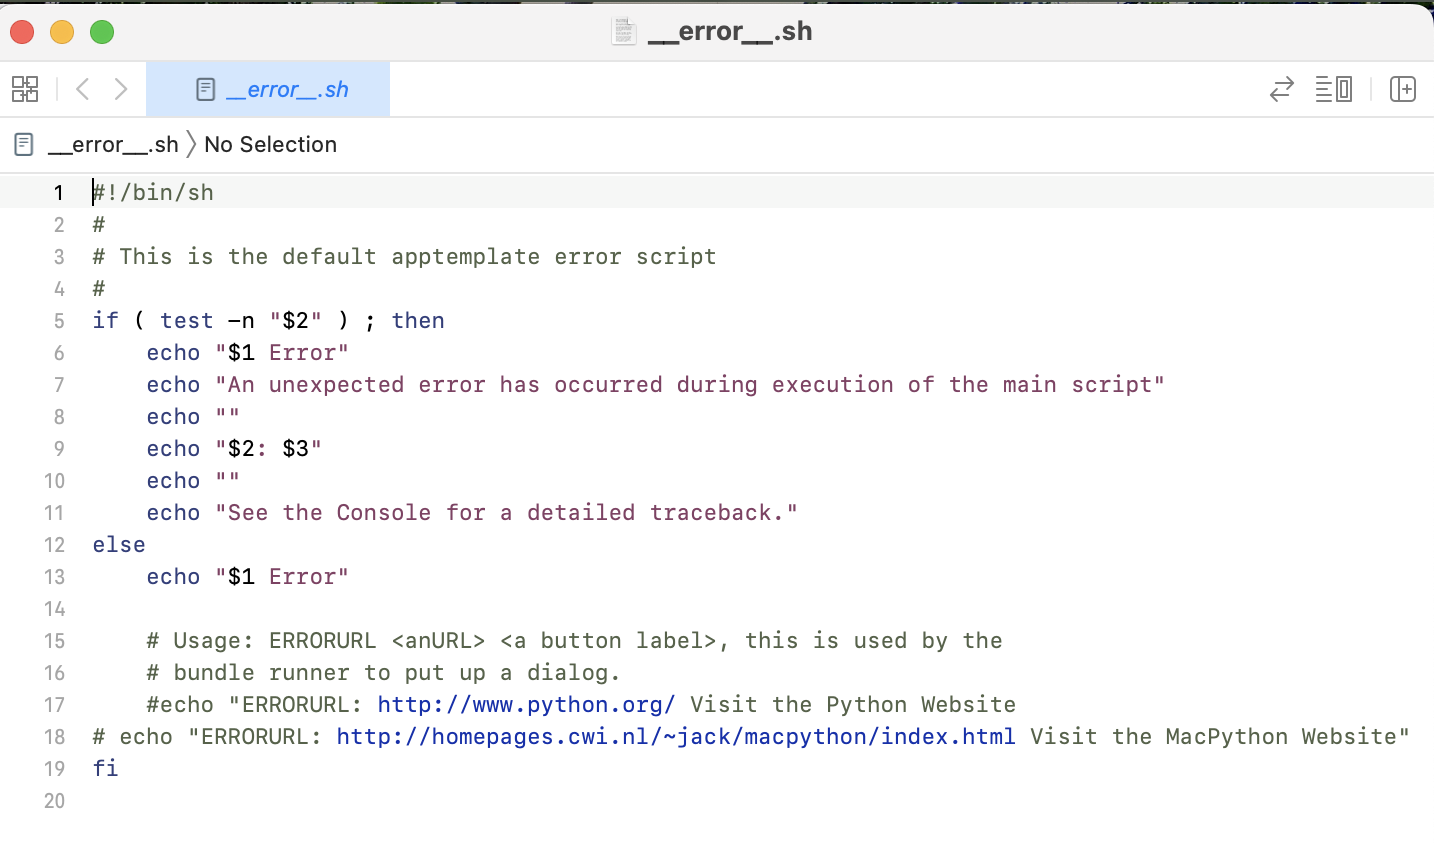 __error__.sh
__error__.sh
__error__.sh 〉 No Selection
1 #!/bin/sh
2 #
3 # This is the default apptemplate error script
4 #
5 if ( test -n "$2" ) ; then
6     echo "$1 Error"
7     echo "An unexpected error has occurred during execution of the main script"
8     echo ""
9     echo "$2: $3"
10     echo ""
11     echo "See the Console for a detailed traceback."
12 else
13     echo "$1 Error"
14
15     # Usage: ERRORURL <anURL> <a button label>, this is used by the
16     # bundle runner to put up a dialog.
17     #echo "ERRORURL: http://www.python.org/ Visit the Python Website
18 # echo "ERRORURL: http://homepages.cwi.nl/~jack/macpython/index.html Visit the MacPython Website"
19 fi
20